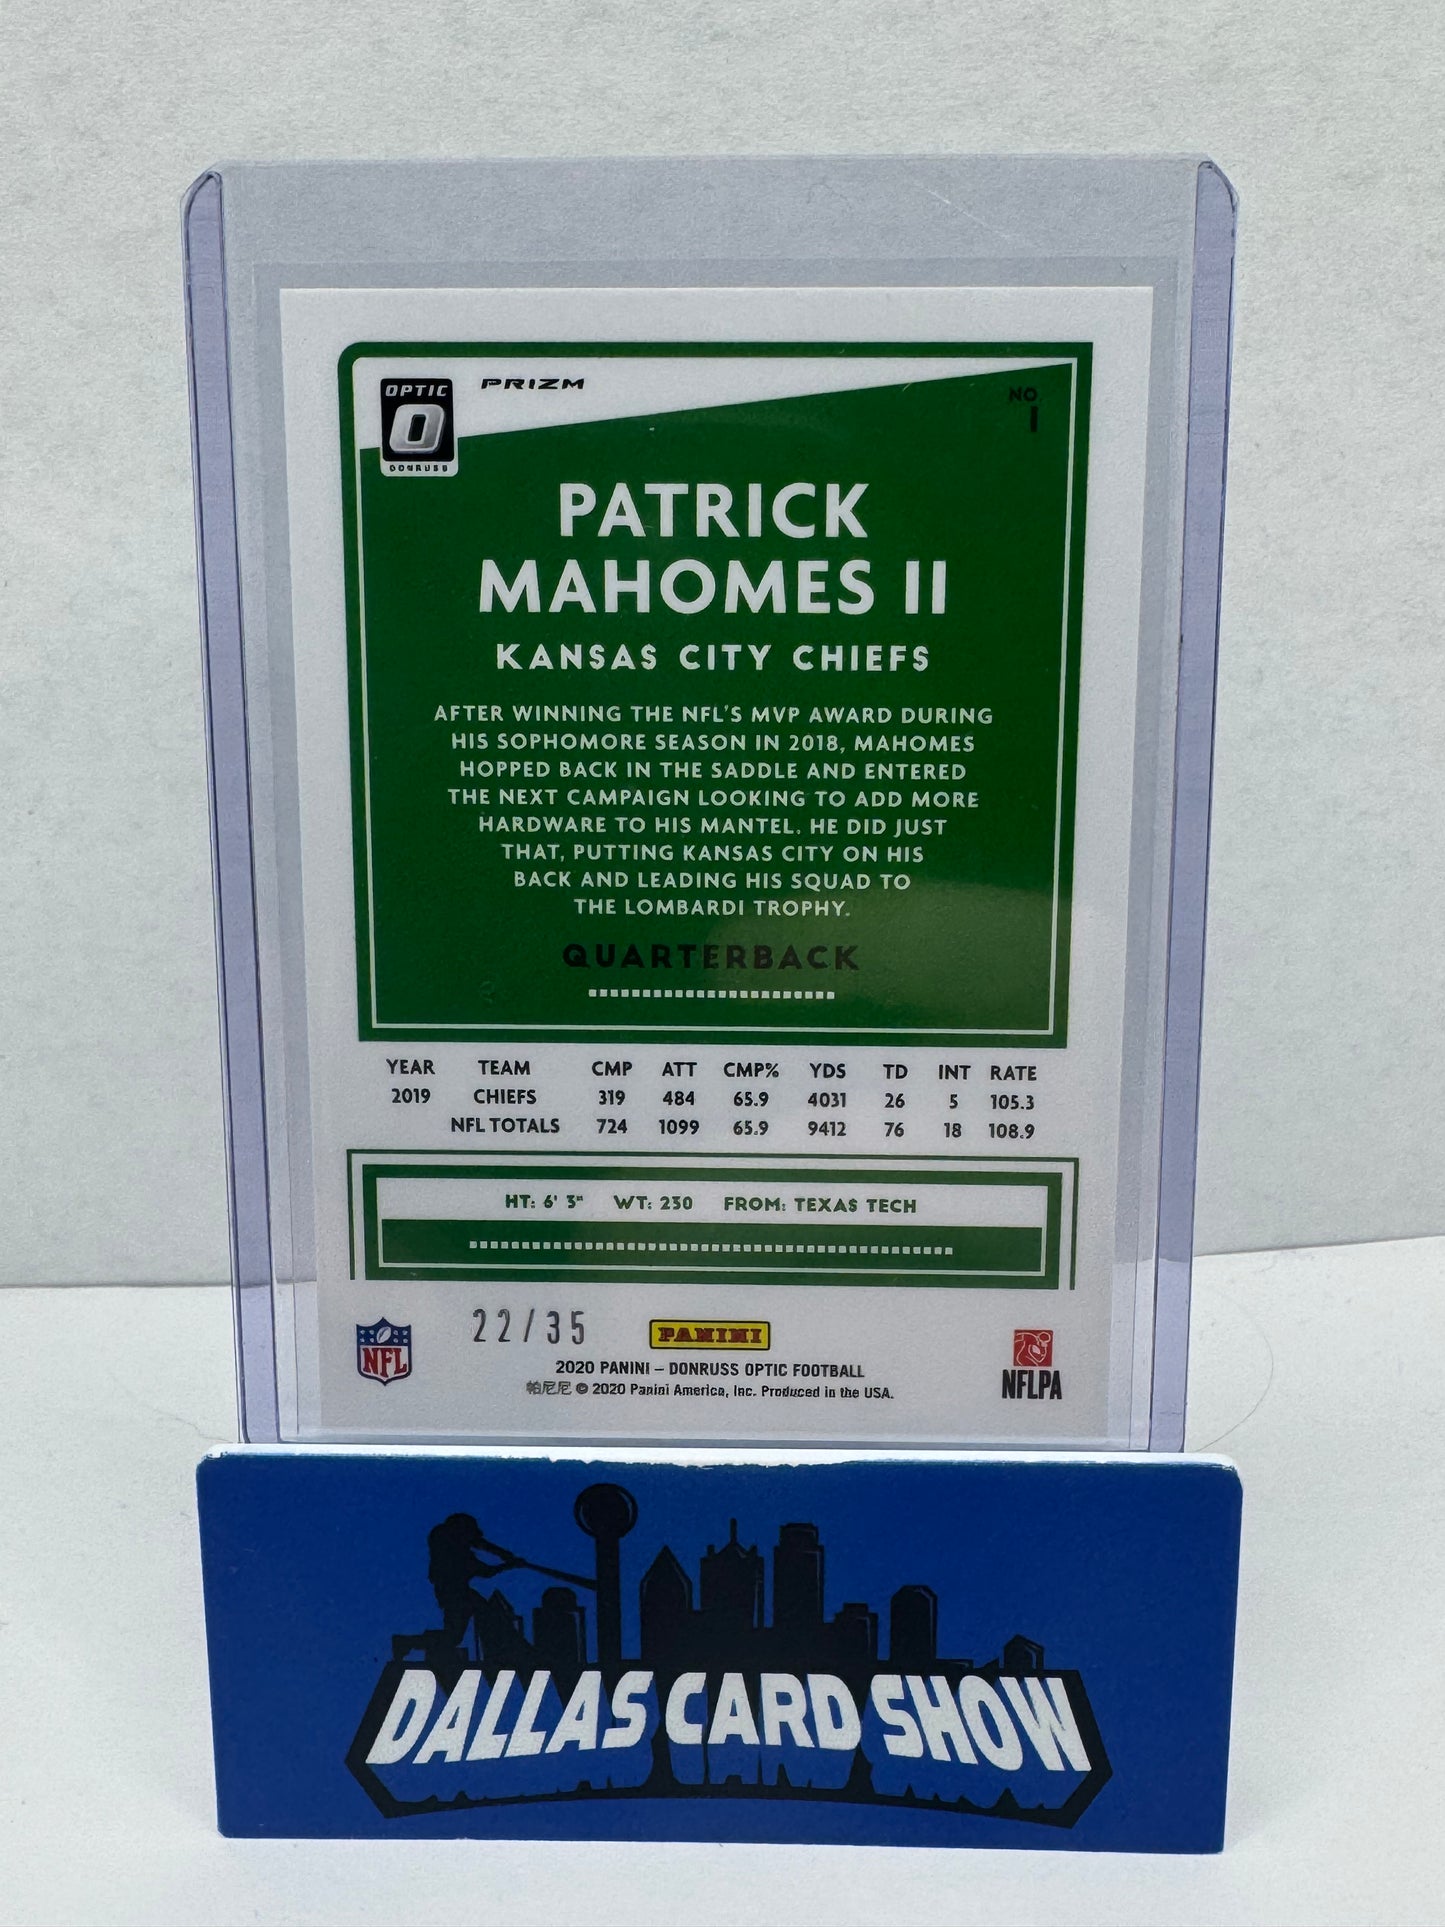 OPTIC
O
DONRUSS
PRIZM
NO.
1
PATRICK
MAHOMES II
KANSAS CITY CHIEFS
AFTER WINNING THE NFL'S MVP AWARD DURING
HIS SOPHOMORE SEASON IN 2018, MAHOMES
HOPPED BACK IN THE SADDLE AND ENTERED
THE NEXT CAMPAIGN LOOKING TO ADD MORE
HARDWARE TO HIS MANTEL. HE DID JUST
THAT, PUTTING KANSAS CITY ON HIS
BACK AND LEADING HIS SQUAD TO
THE LOMBARDI TROPHY.
QUARTERBACK
YEAR TEAM CMP ATT CMP% YDS TD INT RATE
2019 CHIEFS 319 484 65.9 4031 26 5 105.3
NFL TOTALS 724 1099 65.9 9412 76 18 108.9
HT: 6' 3" WT: 230 FROM: TEXAS TECH
22/35
NFL
PANINI
NFLPA
2020 PANINI – DONRUSS OPTIC FOOTBALL
帕尼尼 © 2020 Panini America, Inc. Produced in the USA.
DALLAS CARD SHOW